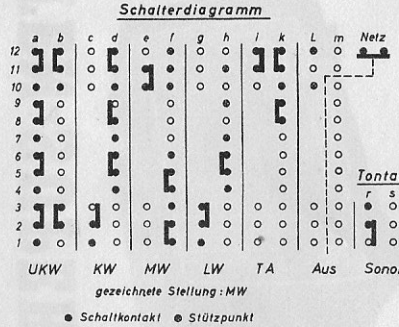 Schalterdiagramm
a b c d e f g h i k L m Netz
12
11
10
9
8
7
6
5
4 Tonta
3 r s
2
1
UKW KW MW LW TA Aus Sono
gezeichnete Stellung: MW
Schaltkontakt Stützpunkt